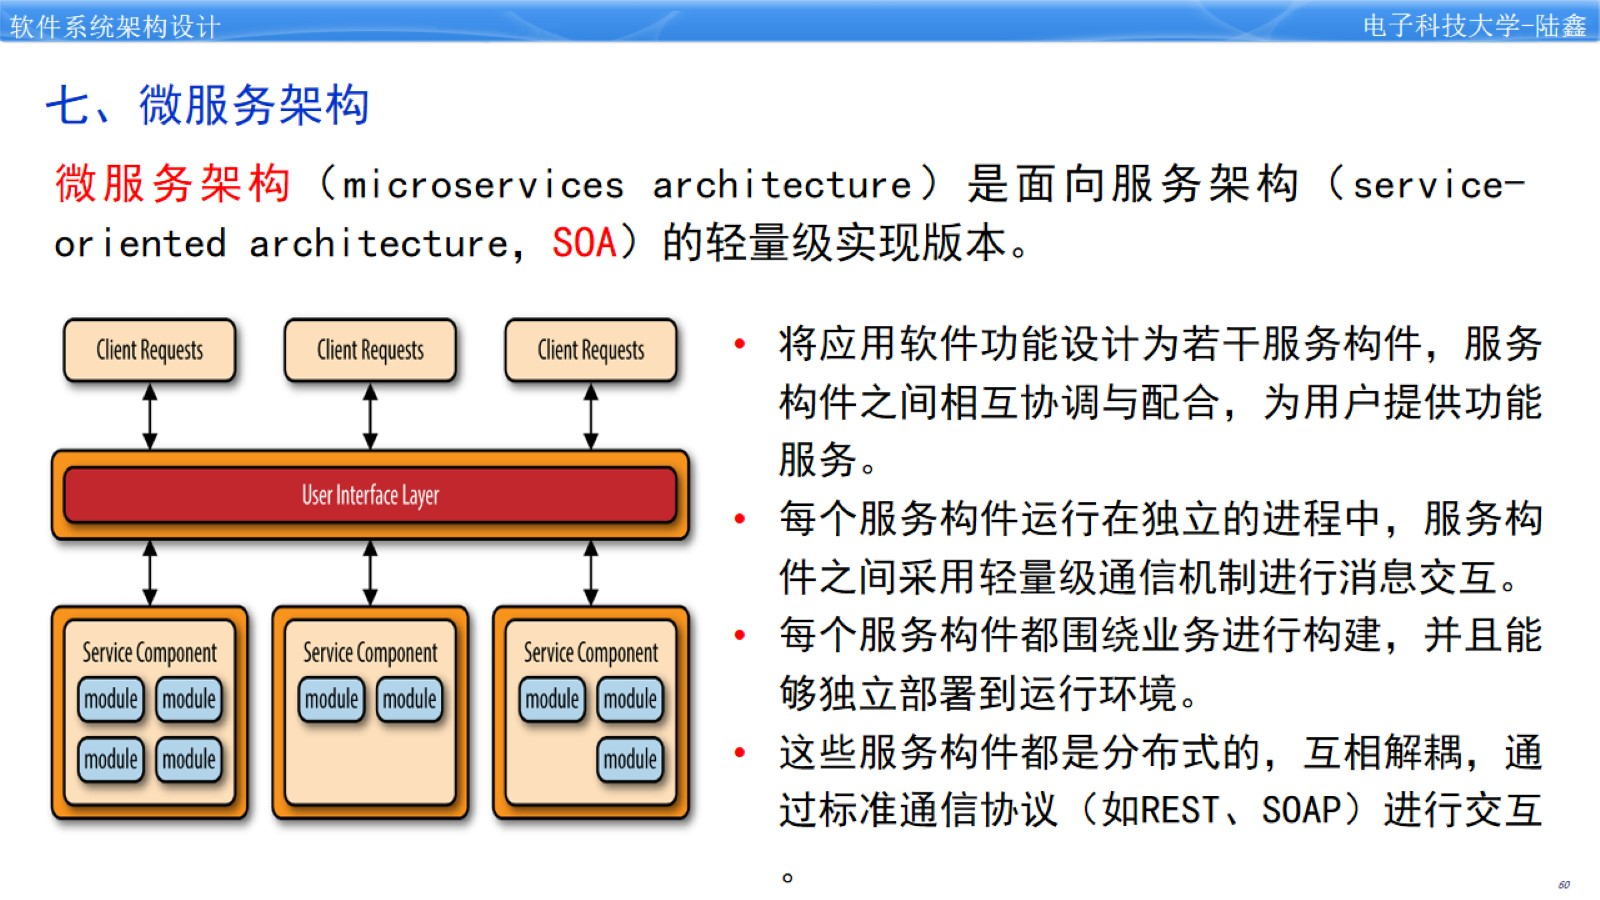 软件系统架构设计
电子科技大学-陆鑫
七、微服务架构
微服务架构（microservices architecture）是面向服务架构（service-
oriented architecture，SOA）的轻量级实现版本。
Client Requests
Client Requests
Client Requests
User Interface Layer
Service Component
module
module
module
module
Service Component
module
module
Service Component
module
module
module
• 将应用软件功能设计为若干服务构件，服务
构件之间相互协调与配合，为用户提供功能
服务。
• 每个服务构件运行在独立的进程中，服务构
件之间采用轻量级通信机制进行消息交互。
• 每个服务构件都围绕业务进行构建，并且能
够独立部署到运行环境。
• 这些服务构件都是分布式的，互相解耦，通
过标准通信协议（如REST、SOAP）进行交互
。
60